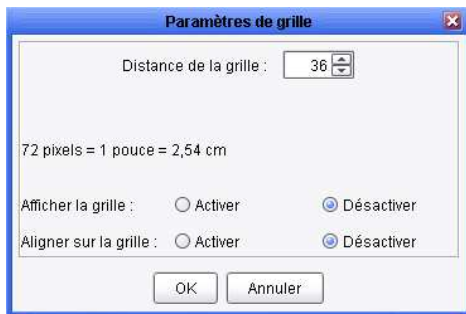 Paramètres de grille
Distance de la grille : 36
72 pixels = 1 pouce = 2,54 cm
Afficher la grille : Activer Désactiver
Aligner sur la grille : Activer Désactiver
OK Annuler